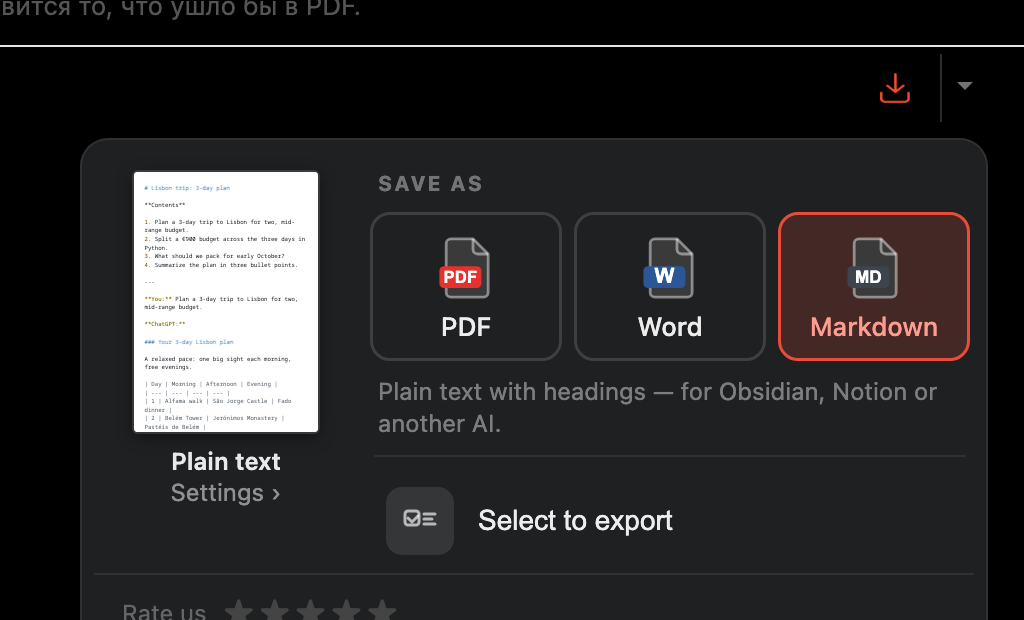 вится то, что ушло бы в PDF.
# Lisbon trip: 3-day plan
**Contents**
1. Plan a 3-day trip to Lisbon for two, mid-
range budget.
2. Split a €900 budget across the three days in
Python.
3. What should we pack for early October?
4. Summarize the plan in three bullet points.
---
**You:** Plan a 3-day trip to Lisbon for two,
mid-range budget.
**ChatGPT:**
### Your 3-day Lisbon plan
A relaxed pace: one big sight each morning,
free evenings.
| Day | Morning | Afternoon | Evening |
| --- | --- | --- | --- |
| 1 | Alfama walk | São Jorge Castle | Fado
dinner |
| 2 | Belém Tower | Jerónimos Monastery |
Pastéis de Belém |
Plain text
Settings ›
SAVE AS
PDF
PDF
W
Word
MD
Markdown
Plain text with headings — for Obsidian, Notion or
another AI.
Select to export
Rate us